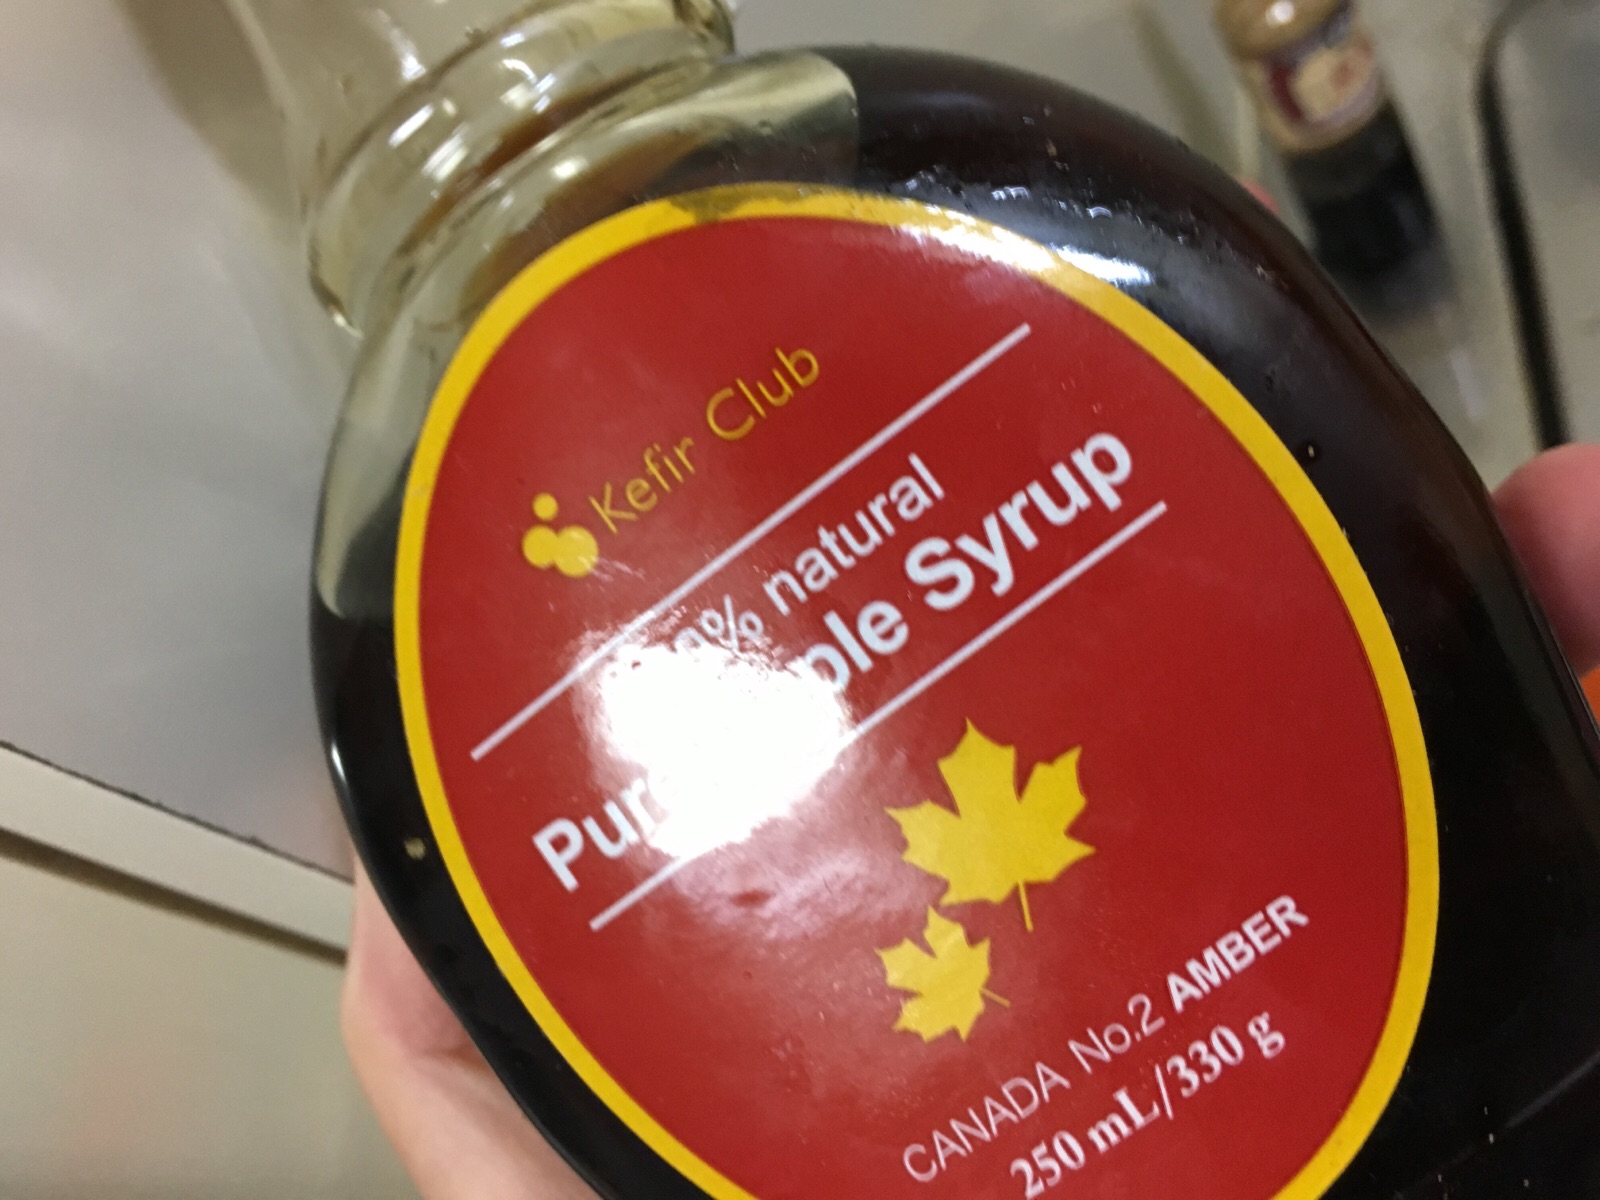 Kefir Club
natural
Syrup
CANADA No.2 AMBER
250 mL/330 g